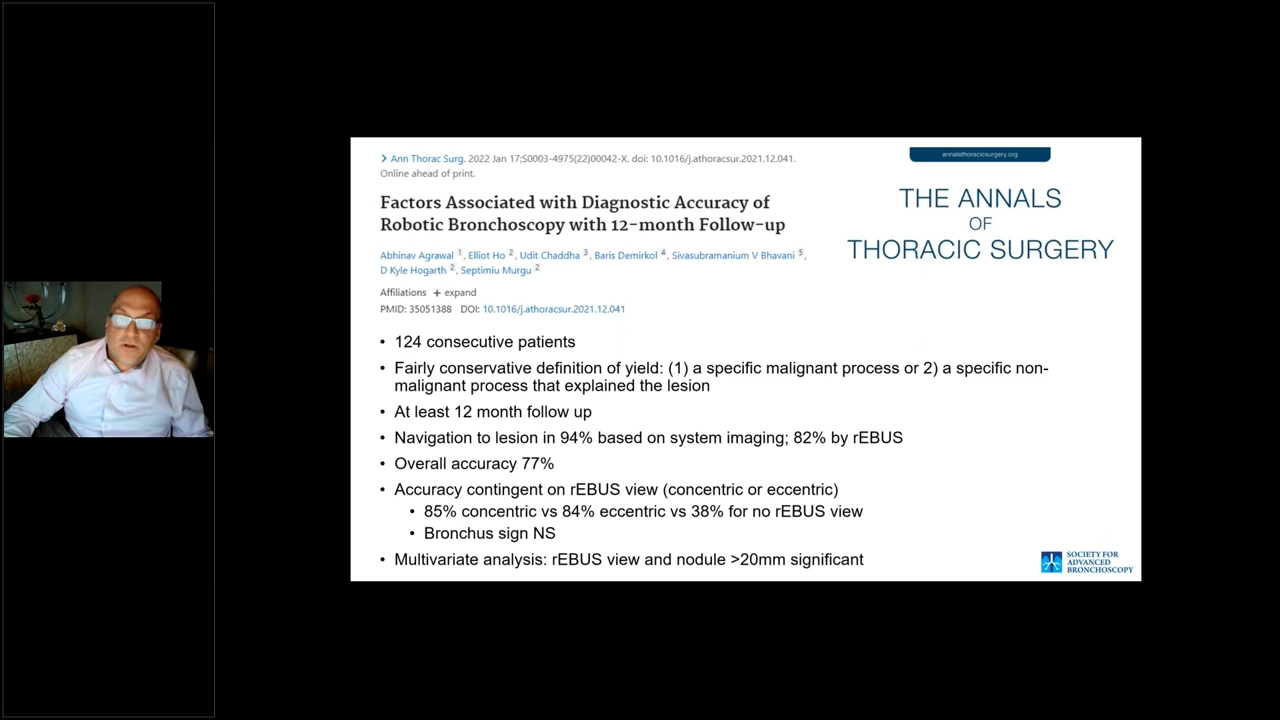 > Ann Thorac Surg. 2022 Jan 17;S0003-4975(22)00042-X. doi: 10.1016/j.athoracsur.2021.12.041.
Online ahead of print.
Factors Associated with Diagnostic Accuracy of
Robotic Bronchoscopy with 12-month Follow-up
Abhinav Agrawal 1, Elliot Ho 2, Udit Chaddha 3, Baris Demirkol 4, Sivasubramanium V Bhavani 5,
D Kyle Hogarth 2, Septimiu Murgu 2
Affiliations + expand
PMID: 35051388 DOI: 10.1016/j.athoracsur.2021.12.041
annalsthoracicsurgery.org
THE ANNALS
OF
THORACIC SURGERY
• 124 consecutive patients
• Fairly conservative definition of yield: (1) a specific malignant process or 2) a specific non-
malignant process that explained the lesion
• At least 12 month follow up
• Navigation to lesion in 94% based on system imaging; 82% by rEBUS
• Overall accuracy 77%
• Accuracy contingent on rEBUS view (concentric or eccentric)
• 85% concentric vs 84% eccentric vs 38% for no rEBUS view
• Bronchus sign NS
• Multivariate analysis: rEBUS view and nodule >20mm significant
SOCIETY FOR
ADVANCED
BRONCHOSCOPY